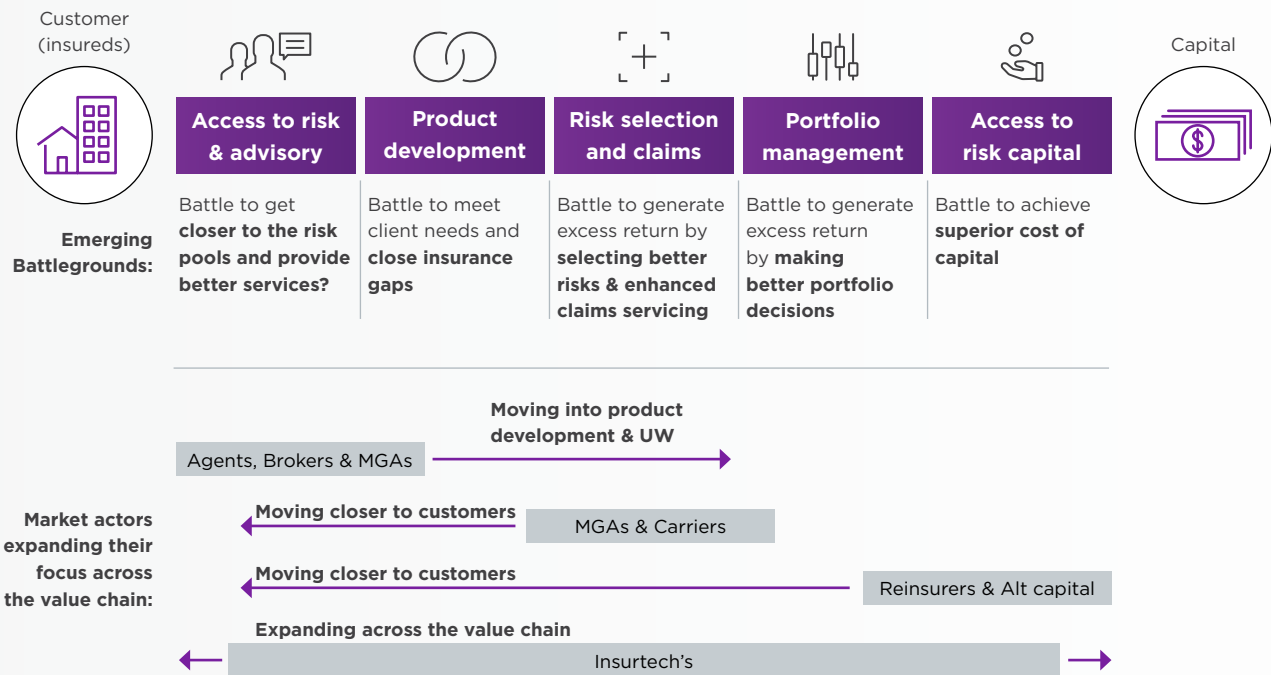 Customer
(insureds)
Capital
Access to risk
& advisory
Product
development
Risk selection
and claims
Portfolio
management
Access to
risk capital
$
Emerging
Battlegrounds:
Battle to get
closer to the risk
pools and provide
better services?
Battle to meet
client needs and
close insurance
gaps
Battle to generate
excess return by
selecting better
risks & enhanced
claims servicing
Battle to generate
excess return
by making
better portfolio
decisions
Battle to achieve
superior cost of
capital
Market actors
expanding their
focus across
the value chain:
Moving into product
development & UW
Agents, Brokers & MGAs
Moving closer to customers
MGAs & Carriers
Moving closer to customers
Reinsurers & Alt capital
Expanding across the value chain
Insurtech's